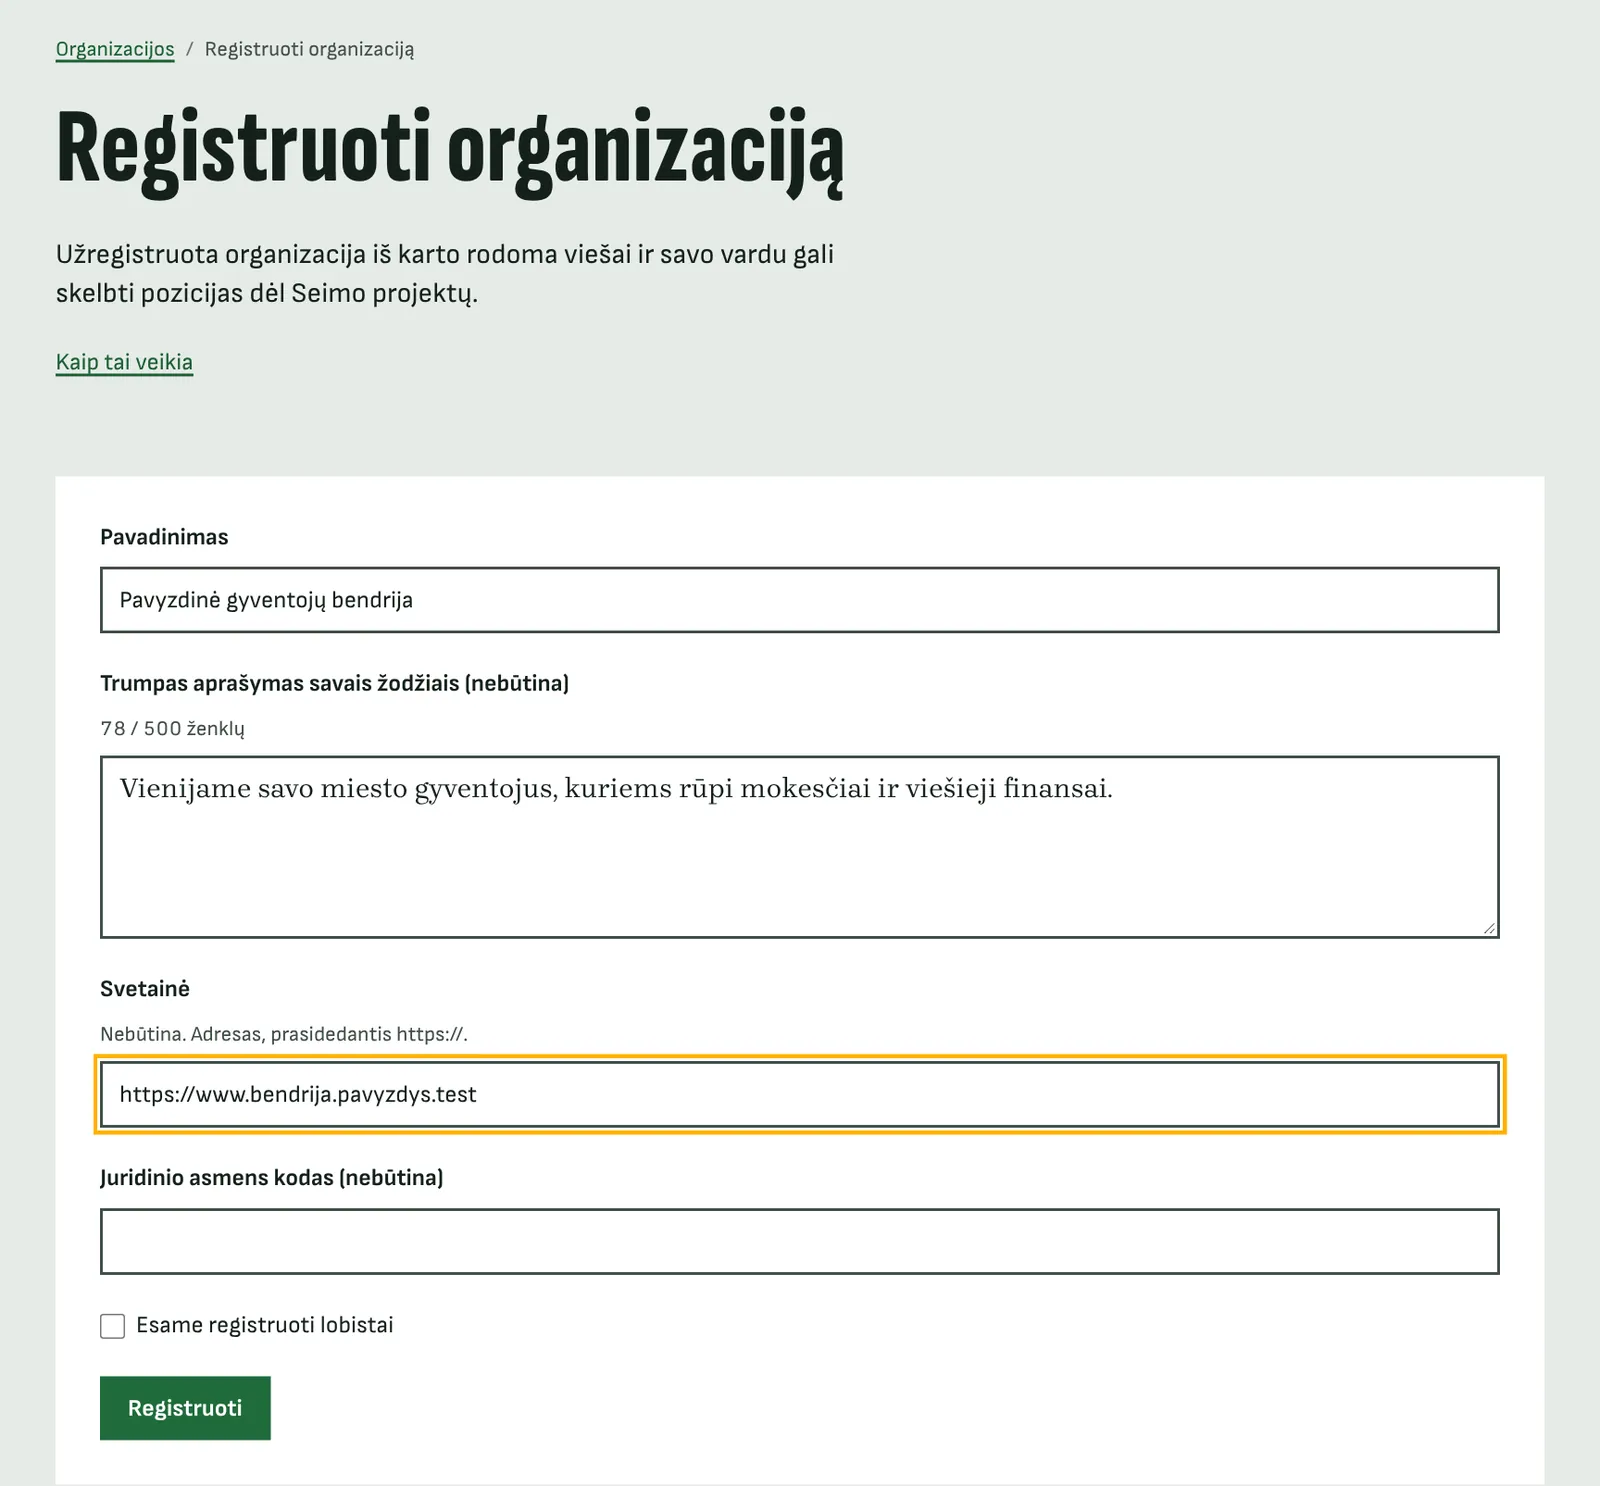 Organizacijos / Registruoti organizaciją
Registruoti organizaciją
Užregistruota organizacija iš karto rodoma viešai ir savo vardu gali
skelbti pozicijas dėl Seimo projektų.
Kaip tai veikia
Pavadinimas
Pavyzdinė gyventojų bendrija
Trumpas aprašymas savais žodžiais (nebūtina)
78 / 500 ženklų
Vienijame savo miesto gyventojus, kuriems rūpi mokesčiai ir viešieji finansai.
Svetainė
Nebūtina. Adresas, prasidedantis https://.
https://www.bendrija.pavyzdys.test
Juridinio asmens kodas (nebūtina)
Esame registruoti lobistai
Registruoti